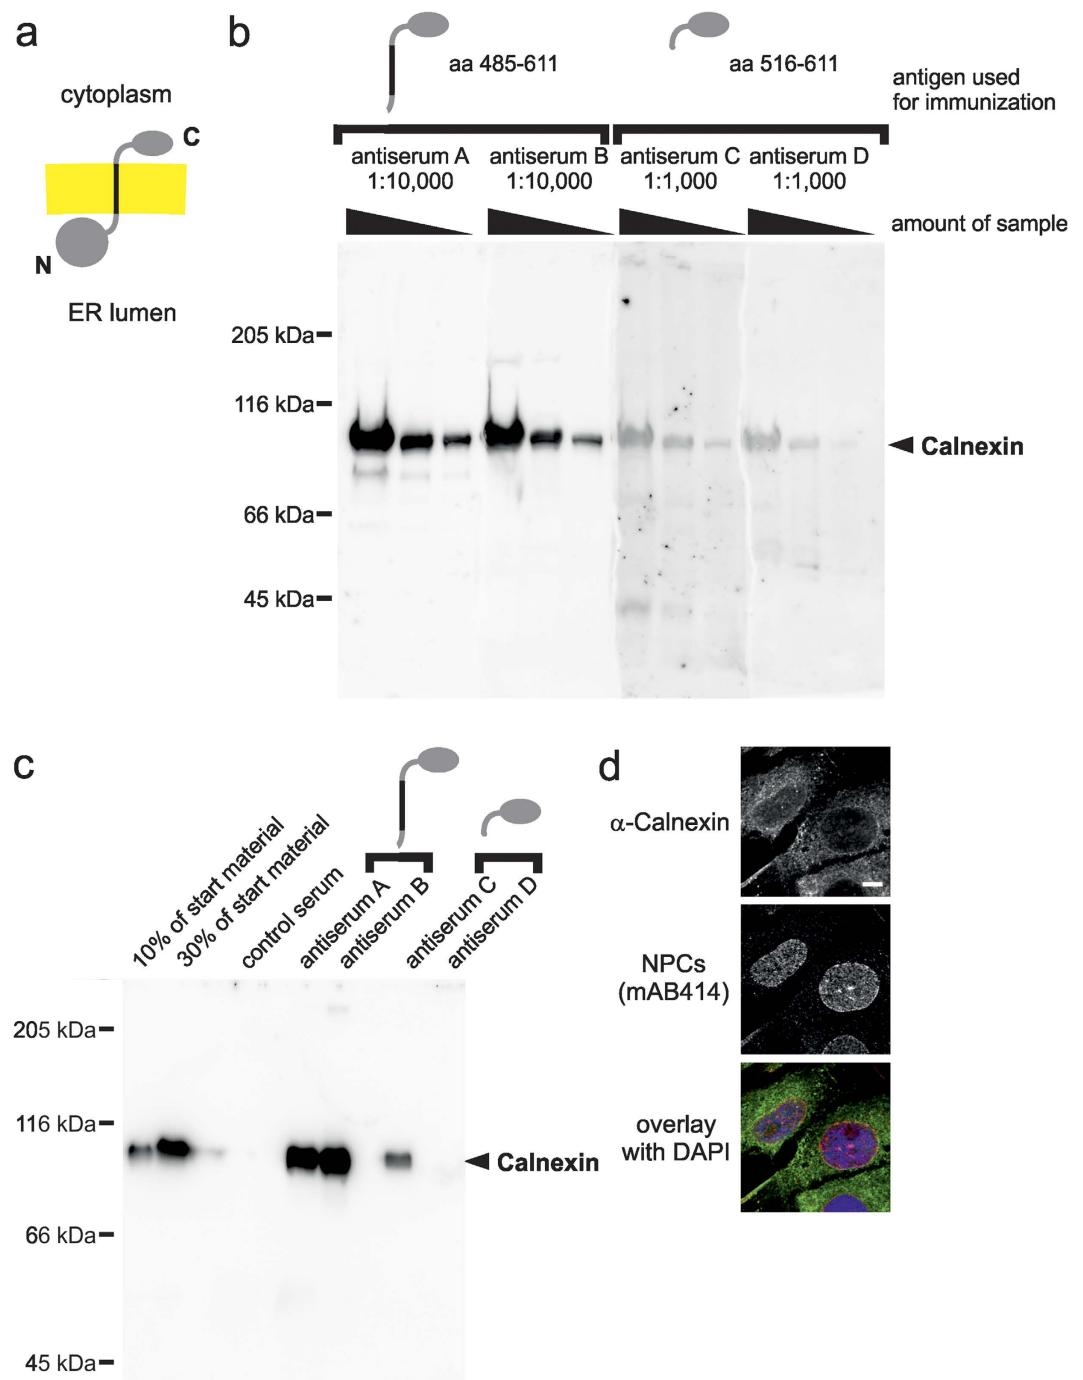 a
cytoplasm
C
N
ER lumen
b
aa 485-611
aa 516-611
antigen used
for immunization
antiserum A
1:10,000
antiserum B
1:10,000
antiserum C
1:1,000
antiserum D
1:1,000
amount of sample
205 kDa
116 kDa
66 kDa
45 kDa
Calnexin
c
10% of start material
30% of start material
control serum
antiserum A
antiserum B
antiserum C
antiserum D
205 kDa
116 kDa
66 kDa
45 kDa
Calnexin
d
α-Calnexin
NPCs
(mAB414)
overlay
with DAPI